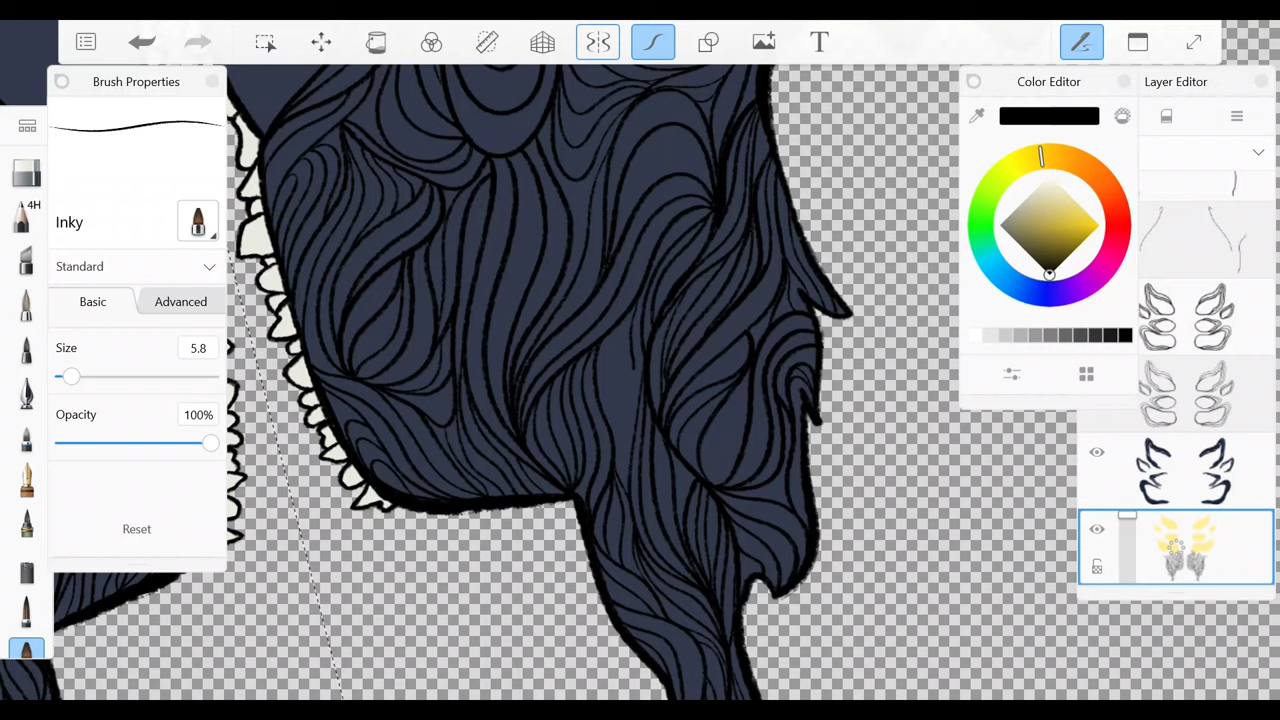 T
Brush Properties
Color Editor
Layer Editor
4H
Inky
Standard
Basic
Advanced
Size
5.8
Opacity
100%
Reset